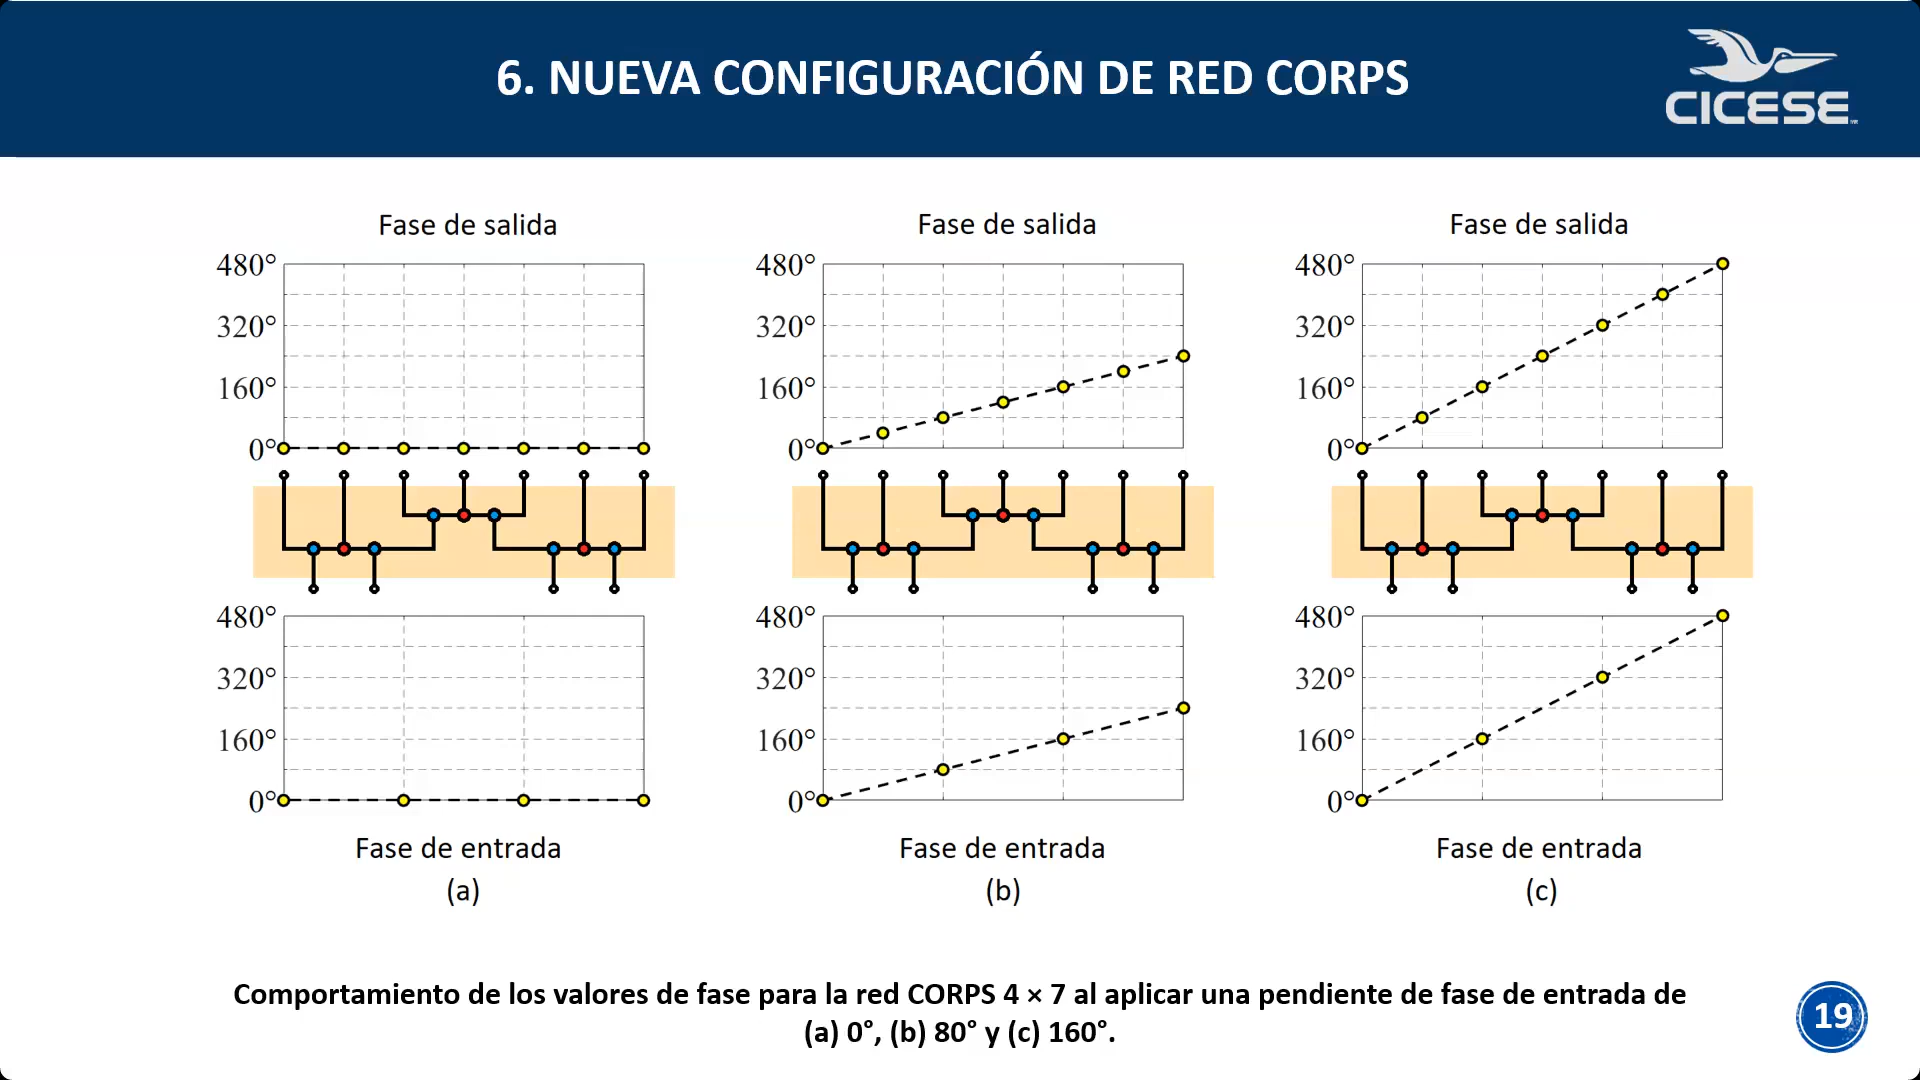 6. NUEVA CONFIGURACIÓN DE RED CORPS
CICESE
Fase de salida
480°
320°
160°
0°
480°
320°
160°
0°
Fase de entrada
(a)
Fase de salida
480°
320°
160°
0°
480°
320°
160°
0°
Fase de entrada
(b)
Fase de salida
480°
320°
160°
0°
480°
320°
160°
0°
Fase de entrada
(c)
Comportamiento de los valores de fase para la red CORPS 4 × 7 al aplicar una pendiente de fase de entrada de
(a) 0°, (b) 80° y (c) 160°.
19